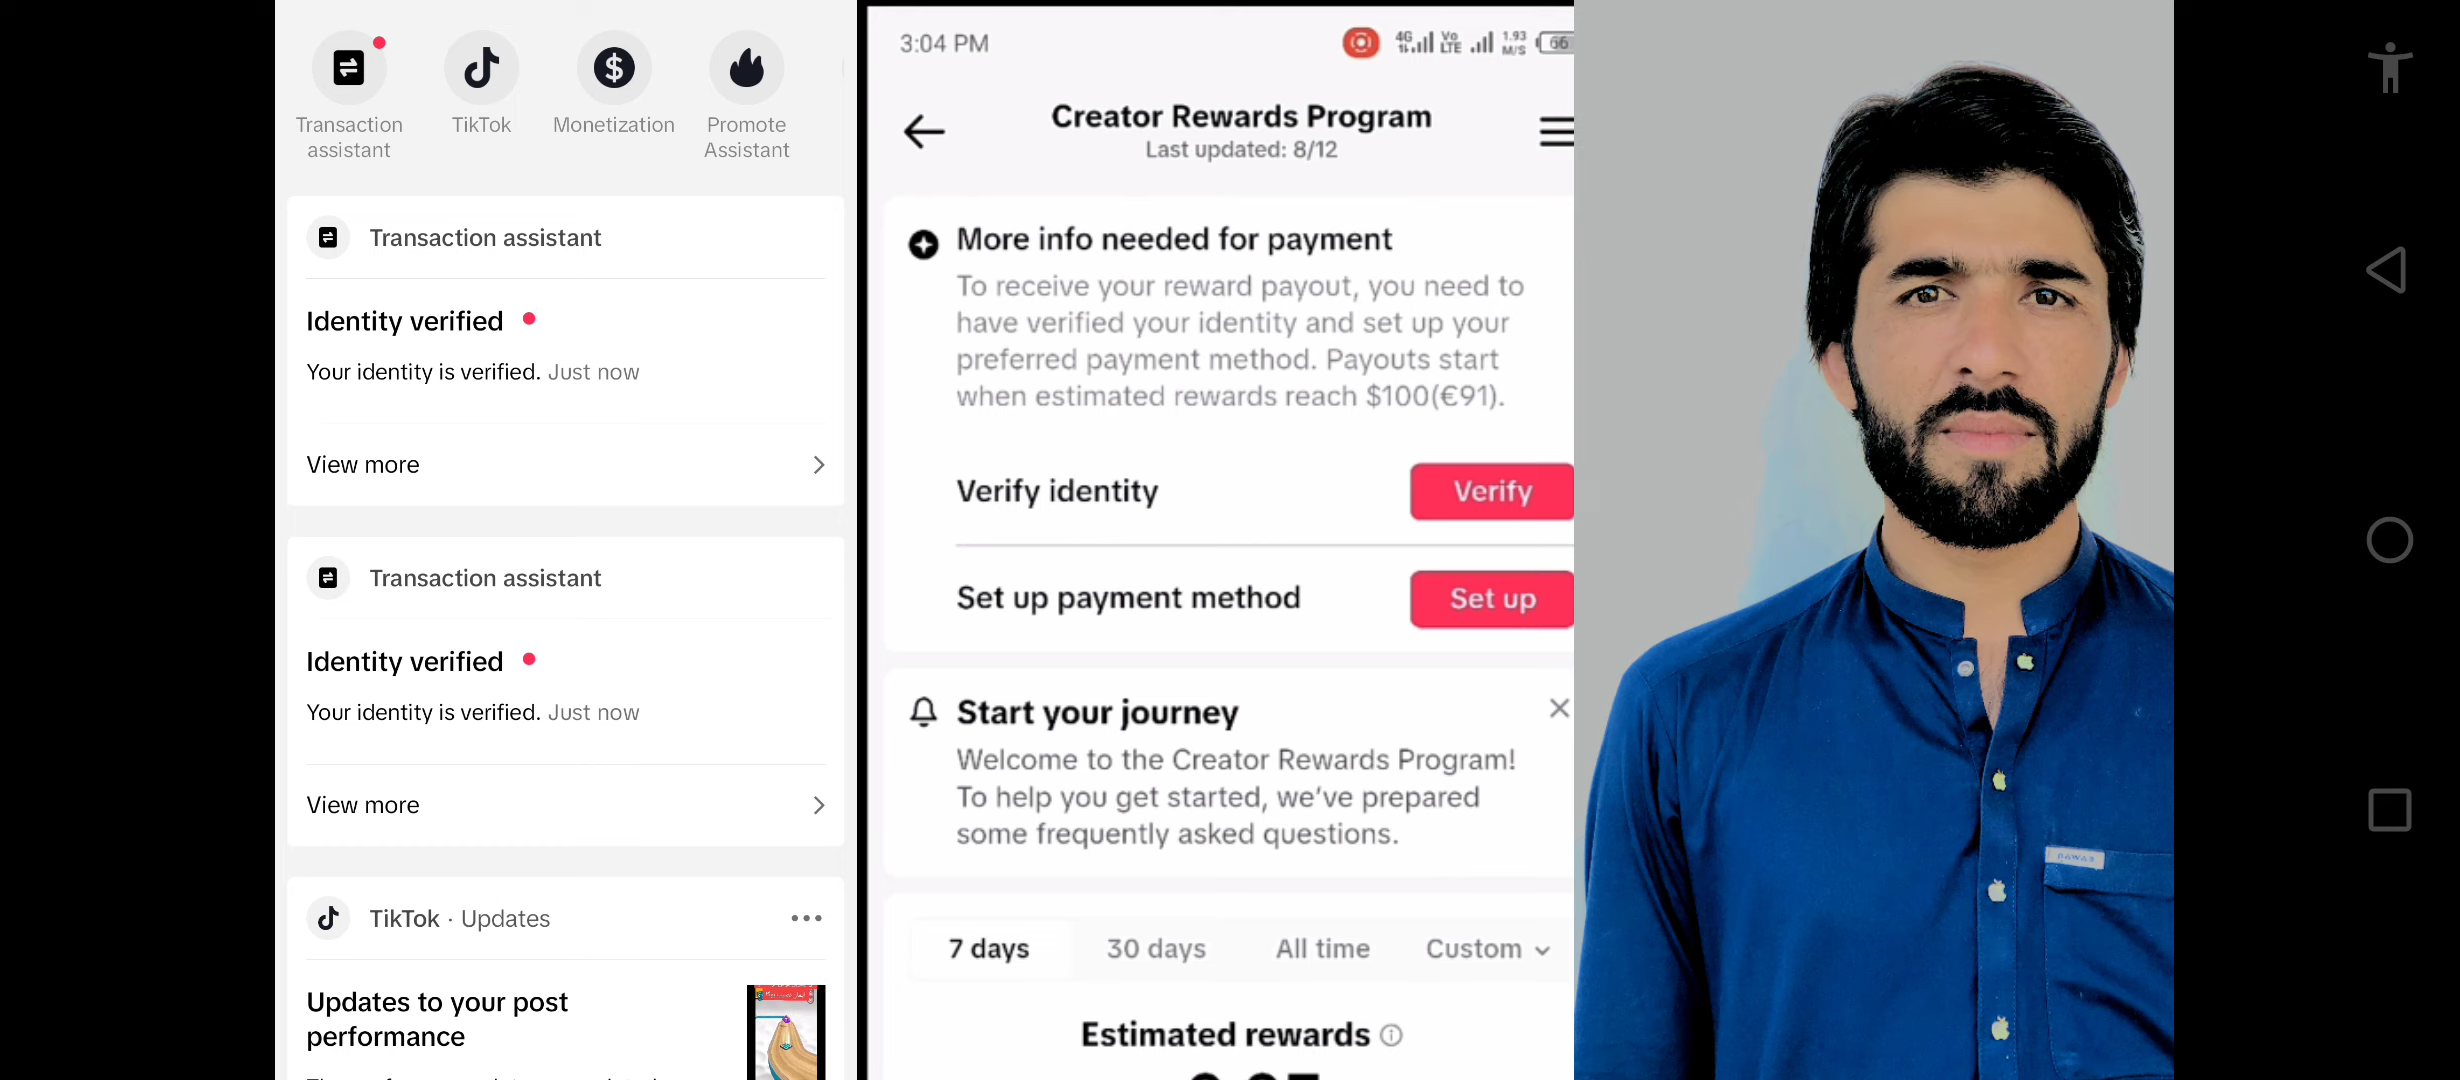 Transaction
assistant
TikTok
Monetization
Promote
Assistant
Transaction assistant
Identity verified
Your identity is verified. Just now
View more
Transaction assistant
Identity verified
Your identity is verified. Just now
View more
TikTok · Updates
Updates to your post
performance
3:04 PM
4G
Vo
LTE
1.93
M/S
66
Creator Rewards Program
Last updated: 8/12
More info needed for payment
To receive your reward payout, you need to
have verified your identity and set up your
preferred payment method. Payouts start
when estimated rewards reach $100(€91).
Verify identity
Verify
Set up payment method
Set up
Start your journey
Welcome to the Creator Rewards Program!
To help you get started, we've prepared
some frequently asked questions.
7 days
30 days
All time
Custom
Estimated rewards